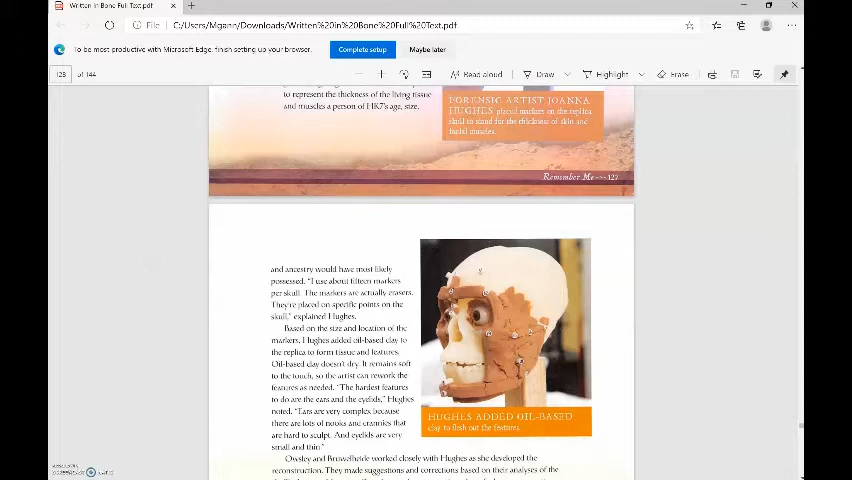 Written In Bone Full Text.pdf
File
C:/Users/Mgann/Downloads/Written%20in%20Bone%20Full%20Text.pdf
To be most productive with Microsoft Edge, finish setting up your browser.
Complete setup
Maybe later
128 of 144
Read aloud
Draw
Highlight
Erase
to represent the thickness of the living tissue
and muscles a person of HK7's age, size.
FORENSIC ARTIST JOANNA
HUGHES placed markers on the replica
skull to stand for the thickness of skin and
facial muscles.
Remember Me ~~~ 127
and ancestry would have most likely
possessed. "I use about fifteen markers
per skull. The markers are actually erasers.
They're placed on specific points on the
skull," explained Hughes.
Based on the size and location of the
markers, Hughes added oil-based clay to
the replica to form tissue and features.
Oil-based clay doesn't dry. It remains soft
to the touch, so the artist can rework the
features as needed. "The hardest features
to do are the ears and the eyelids," Hughes
noted. "Ears are very complex because
there are lots of nooks and crannies that
are hard to sculpt. And eyelids are very
small and thin."
HUGHES ADDED OIL-BASED
clay to flesh out the features.
Owsley and Bruwelheide worked closely with Hughes as she developed the
reconstruction. They made suggestions and corrections based on their analyses of the